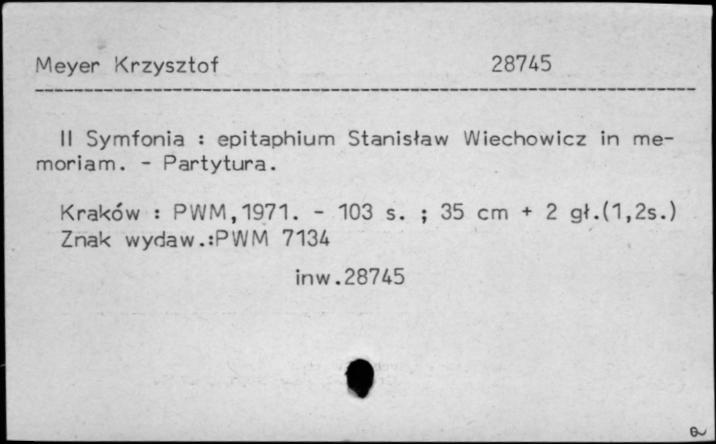 Meyer Krzysztof 28745
II Symfonia : epitaphium Stanisław Wiechowicz in me-
moriam. - Partytura.
Kraków : PWM,1971. - 103 s. ; 35 cm + 2 gł.(1,2s.)
Znak wydaw.:PWM 7134
inw.28745